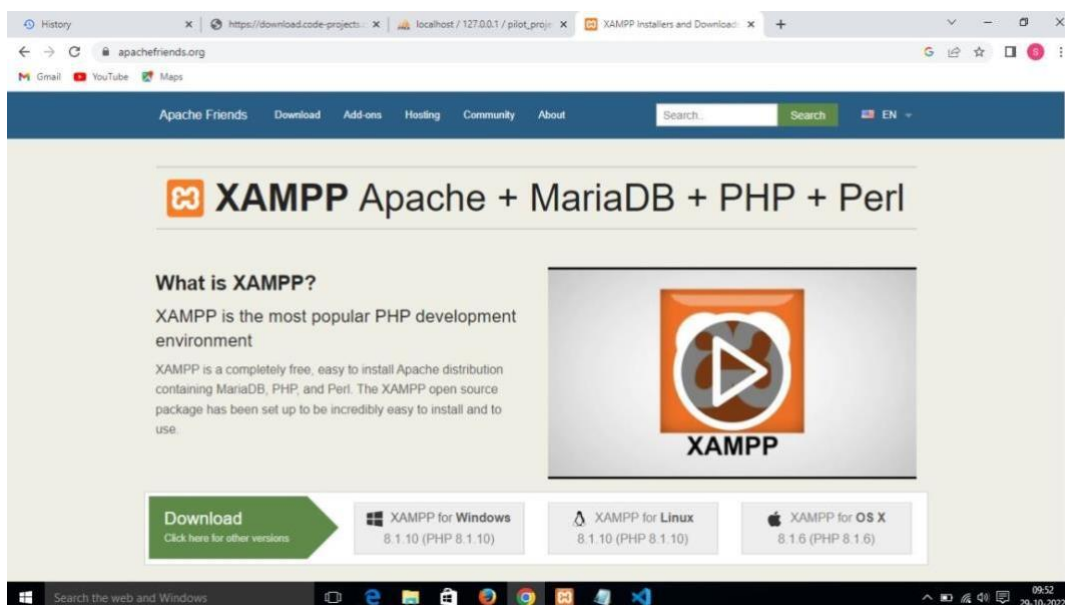 History
https://download.code-projects
localhost / 127.0.0.1 / pilot_proje
XAMPP Installers and Download
apachefriends.org
Gmail YouTube Maps
Apache Friends Download Add-ons Hosting Community About Search.. Search EN
XAMPP Apache + MariaDB + PHP + Perl
What is XAMPP?
XAMPP is the most popular PHP development
environment
XAMPP is a completely free, easy to install Apache distribution
containing MariaDB, PHP, and Perl. The XAMPP open source
package has been set up to be incredibly easy to install and to
use.
XAMPP
Download
Click here for other versions
XAMPP for Windows
8.1.10 (PHP 8.1.10)
XAMPP for Linux
8.1.10 (PHP 8.1.10)
XAMPP for OS X
8.1.6 (PHP 8.1.6)
Search the web and Windows
09:52
29-10-2022